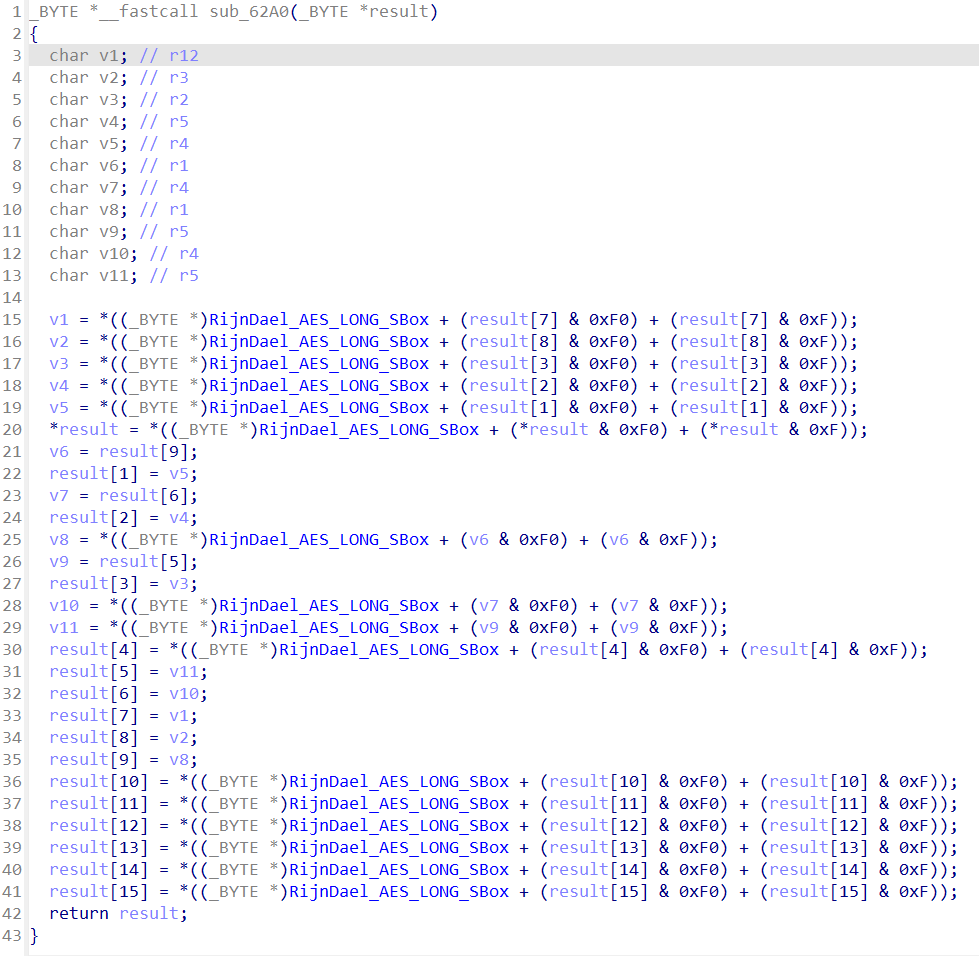 1 _BYTE *__fastcall sub_62A0(_BYTE *result)
2 {
3 char v1; // r12
4 char v2; // r3
5 char v3; // r2
6 char v4; // r5
7 char v5; // r4
8 char v6; // r1
9 char v7; // r4
10 char v8; // r1
11 char v9; // r5
12 char v10; // r4
13 char v11; // r5
14
15 v1 = *((_BYTE *)RijnDael_AES_LONG_SBox + (result[7] & 0xF0) + (result[7] & 0xF));
16 v2 = *((_BYTE *)RijnDael_AES_LONG_SBox + (result[8] & 0xF0) + (result[8] & 0xF));
17 v3 = *((_BYTE *)RijnDael_AES_LONG_SBox + (result[3] & 0xF0) + (result[3] & 0xF));
18 v4 = *((_BYTE *)RijnDael_AES_LONG_SBox + (result[2] & 0xF0) + (result[2] & 0xF));
19 v5 = *((_BYTE *)RijnDael_AES_LONG_SBox + (result[1] & 0xF0) + (result[1] & 0xF));
20 *result = *((_BYTE *)RijnDael_AES_LONG_SBox + (*result & 0xF0) + (*result & 0xF));
21 v6 = result[9];
22 result[1] = v5;
23 v7 = result[6];
24 result[2] = v4;
25 v8 = *((_BYTE *)RijnDael_AES_LONG_SBox + (v6 & 0xF0) + (v6 & 0xF));
26 v9 = result[5];
27 result[3] = v3;
28 v10 = *((_BYTE *)RijnDael_AES_LONG_SBox + (v7 & 0xF0) + (v7 & 0xF));
29 v11 = *((_BYTE *)RijnDael_AES_LONG_SBox + (v9 & 0xF0) + (v9 & 0xF));
30 result[4] = *((_BYTE *)RijnDael_AES_LONG_SBox + (result[4] & 0xF0) + (result[4] & 0xF));
31 result[5] = v11;
32 result[6] = v10;
33 result[7] = v1;
34 result[8] = v2;
35 result[9] = v8;
36 result[10] = *((_BYTE *)RijnDael_AES_LONG_SBox + (result[10] & 0xF0) + (result[10] & 0xF));
37 result[11] = *((_BYTE *)RijnDael_AES_LONG_SBox + (result[11] & 0xF0) + (result[11] & 0xF));
38 result[12] = *((_BYTE *)RijnDael_AES_LONG_SBox + (result[12] & 0xF0) + (result[12] & 0xF));
39 result[13] = *((_BYTE *)RijnDael_AES_LONG_SBox + (result[13] & 0xF0) + (result[13] & 0xF));
40 result[14] = *((_BYTE *)RijnDael_AES_LONG_SBox + (result[14] & 0xF0) + (result[14] & 0xF));
41 result[15] = *((_BYTE *)RijnDael_AES_LONG_SBox + (result[15] & 0xF0) + (result[15] & 0xF));
42 return result;
43 }